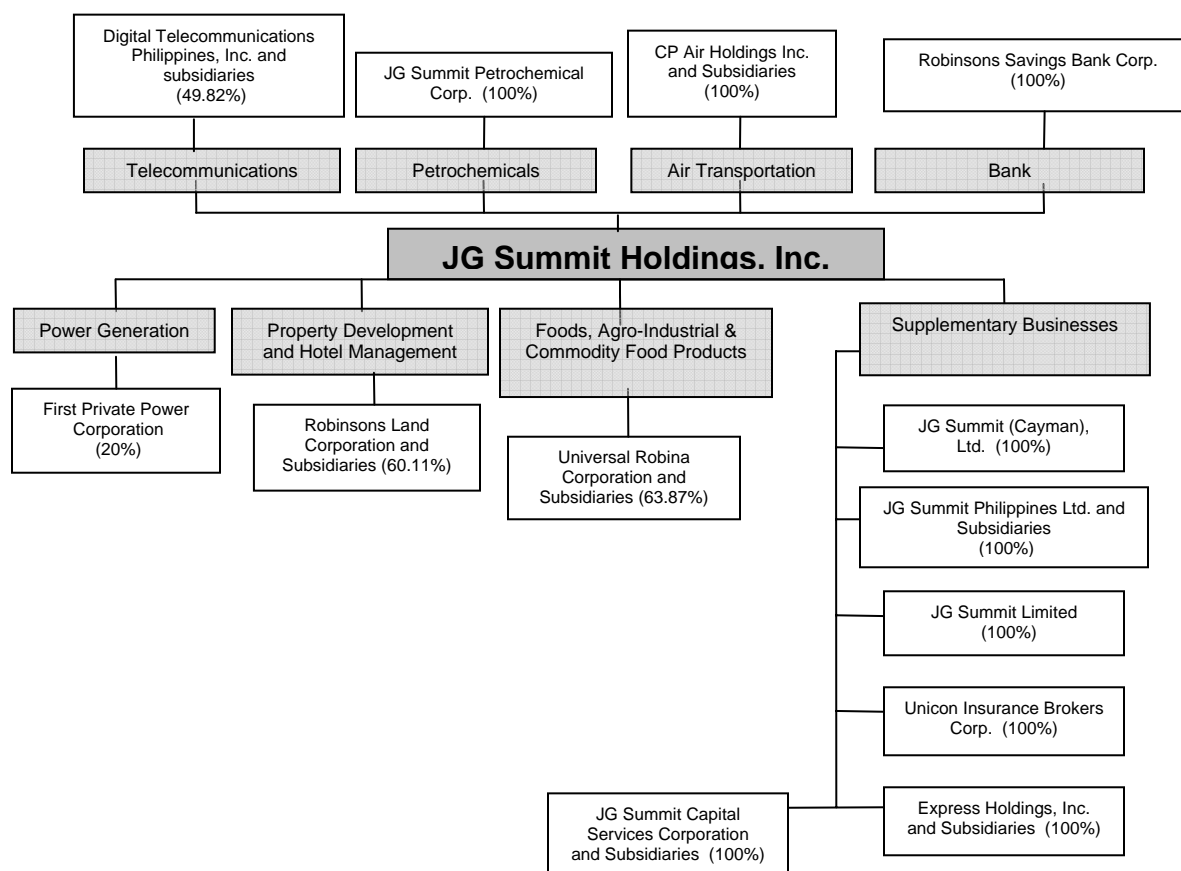 Digital Telecommunications
Philippines, Inc. and
subsidiaries
(49.82%)
JG Summit Petrochemical
Corp. (100%)
CP Air Holdings Inc.
and Subsidiaries
(100%)
Robinsons Savings Bank Corp.
(100%)
Telecommunications
Petrochemicals
Air Transportation
Bank
JG Summit Holdings, Inc.
Power Generation
Property Development
and Hotel Management
Foods, Agro-Industrial &
Commodity Food Products
Supplementary Businesses
First Private Power
Corporation
(20%)
Robinsons Land
Corporation and
Subsidiaries (60.11%)
Universal Robina
Corporation and
Subsidiaries (63.87%)
JG Summit (Cayman),
Ltd. (100%)
JG Summit Philippines Ltd. and
Subsidiaries
(100%)
JG Summit Limited
(100%)
Unicon Insurance Brokers
Corp. (100%)
JG Summit Capital
Services Corporation
and Subsidiaries (100%)
Express Holdings, Inc.
and Subsidiaries (100%)